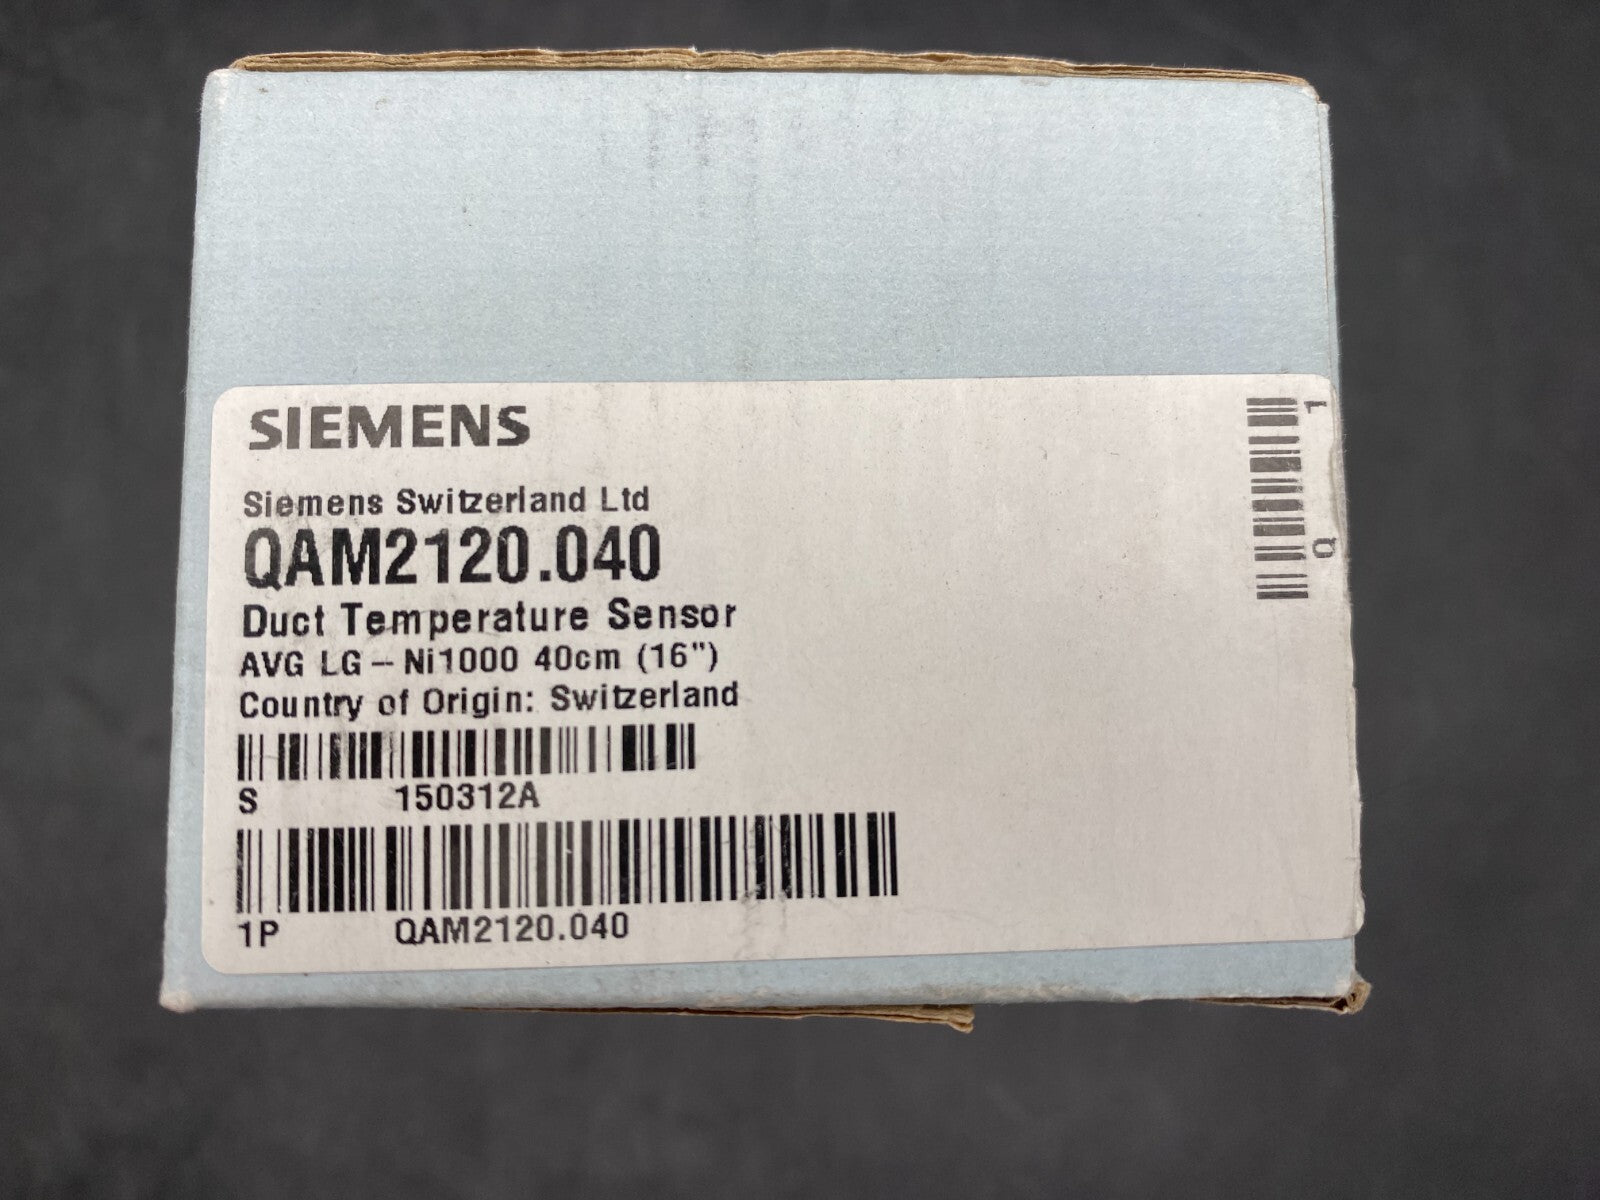 SIEMENS
Siemens Switzerland Ltd
QAM2120.040
Duct Temperature Sensor
AVG LG – Ni1000 40cm (16")
Country of Origin: Switzerland
S 150312A
1P QAM2120.040
Q 1